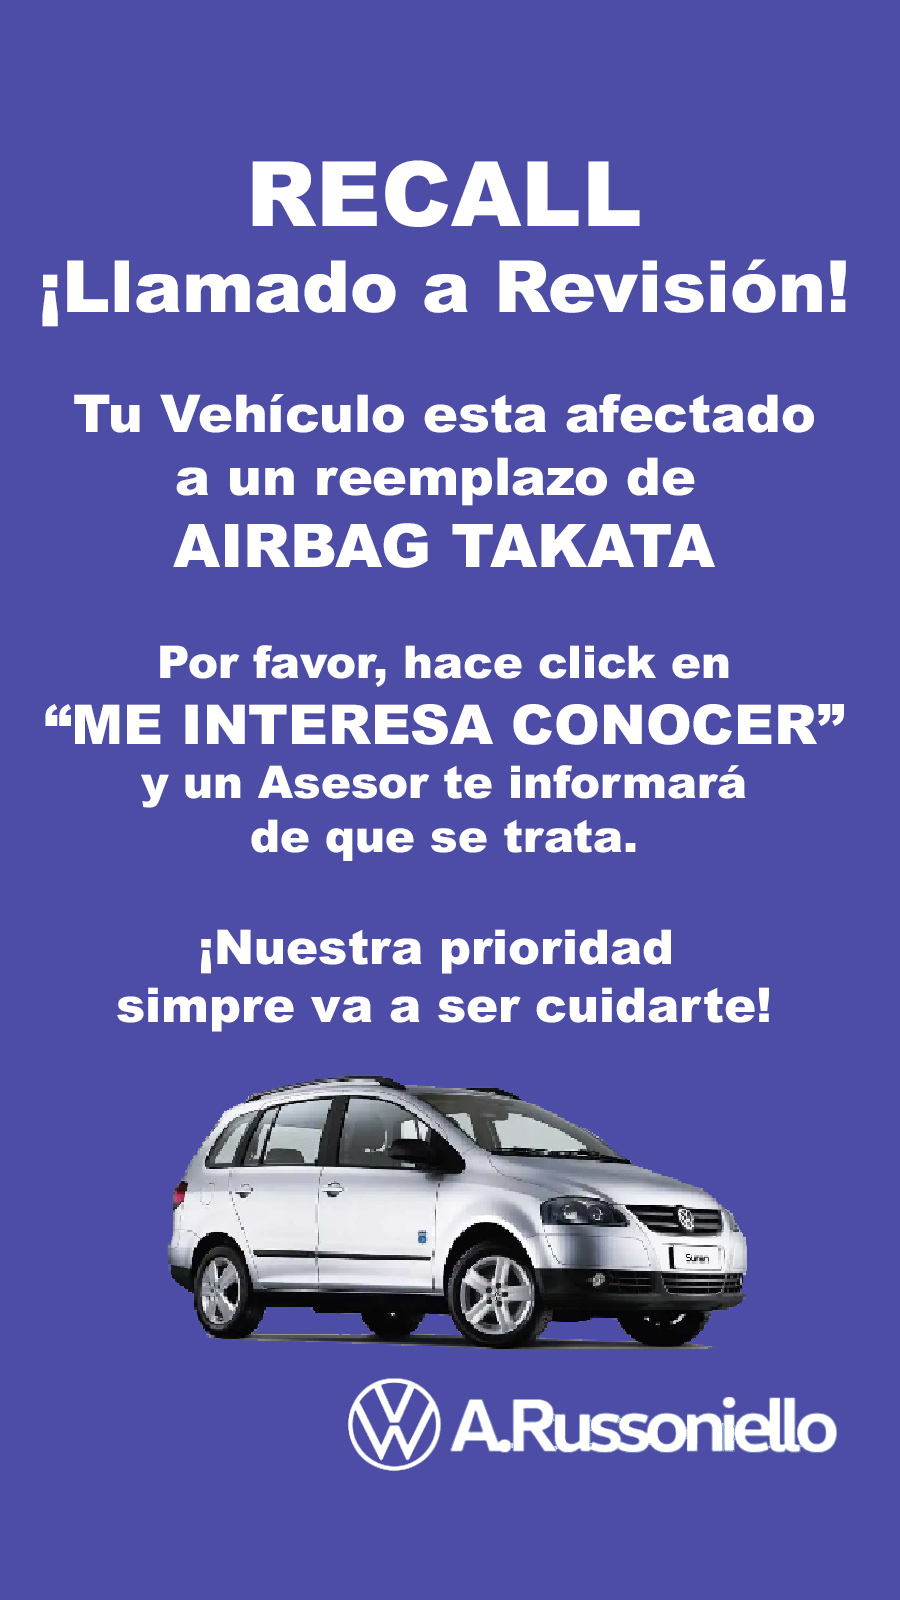 RECALL
¡Llamado a Revisión!
Tu Vehículo esta afectado
a un reemplazo de
AIRBAG TAKATA
Por favor, hace click en
“ME INTERESA CONOCER”
y un Asesor te informará
de que se trata.
¡Nuestra prioridad
simpre va a ser cuidarte!
Suran
A.Russoniello